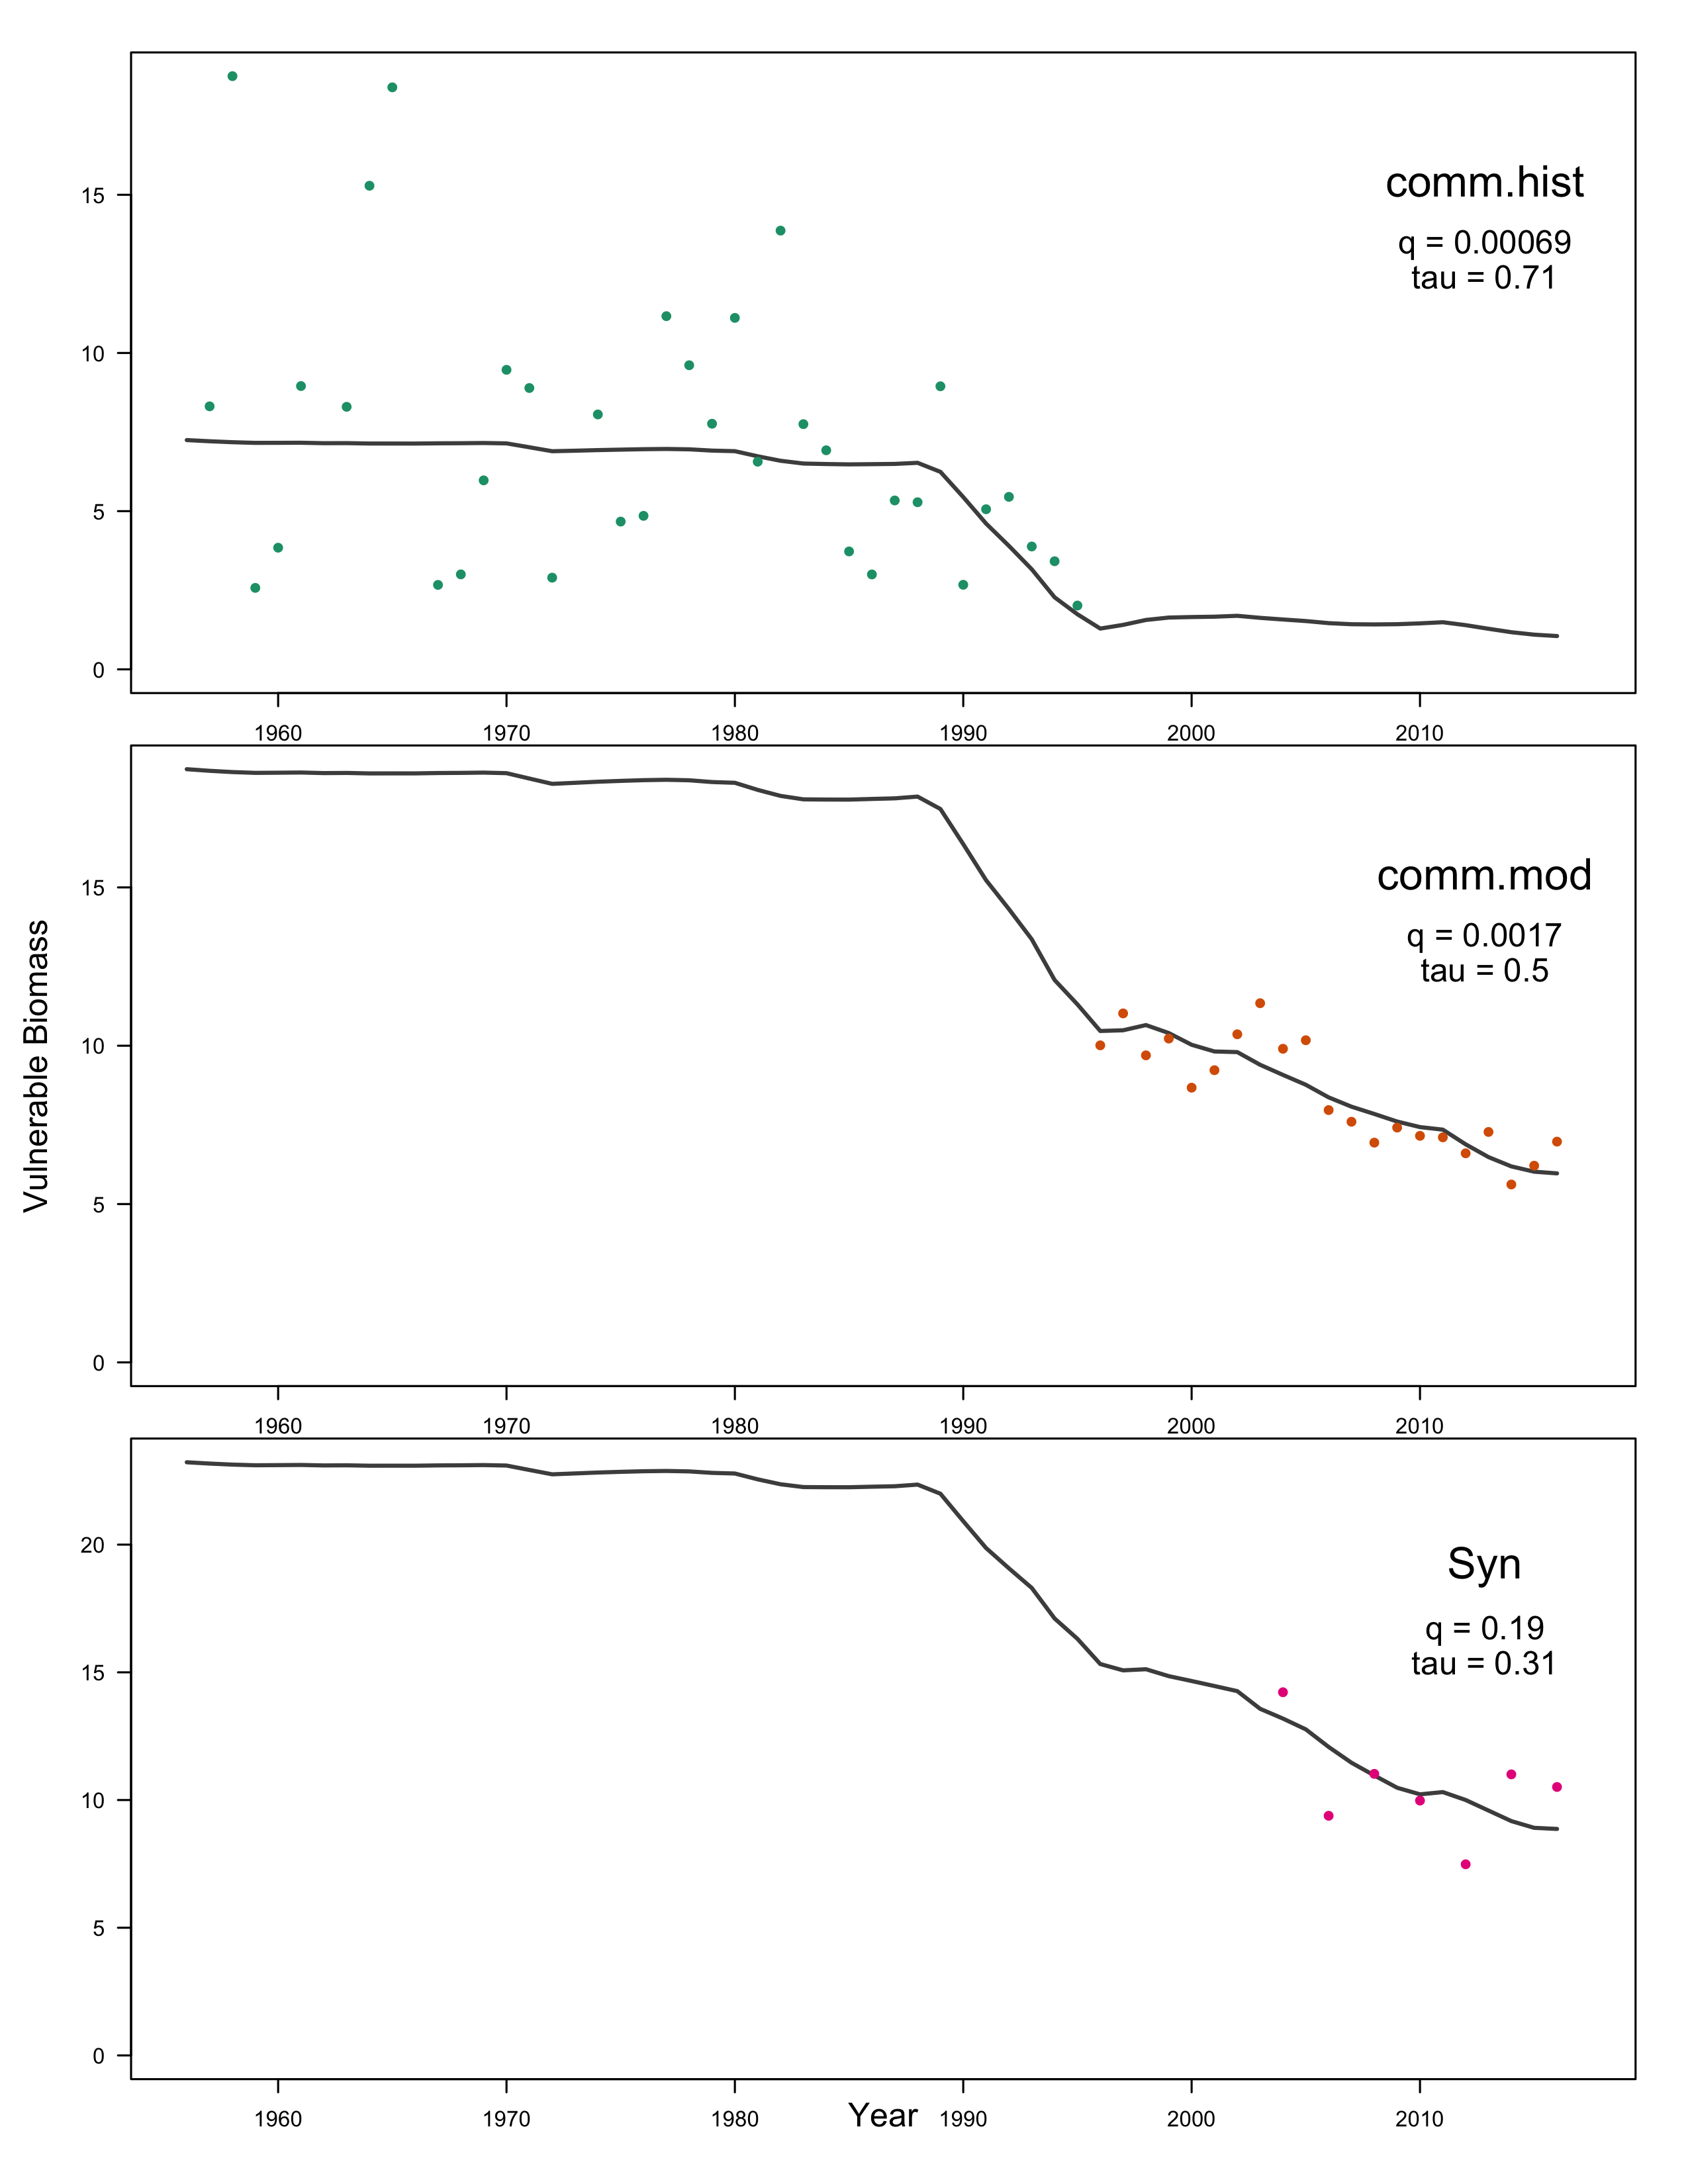 comm.hist
q = 0.00069
tau = 0.71
15
10
5
0
1960 1970 1980 1990 2000 2010
Vulnerable Biomass
comm.mod
q = 0.0017
tau = 0.5
15
10
5
0
1960 1970 1980 1990 2000 2010
Syn
q = 0.19
tau = 0.31
20
15
10
5
0
1960 1970 1980 1990 2000 2010
Year